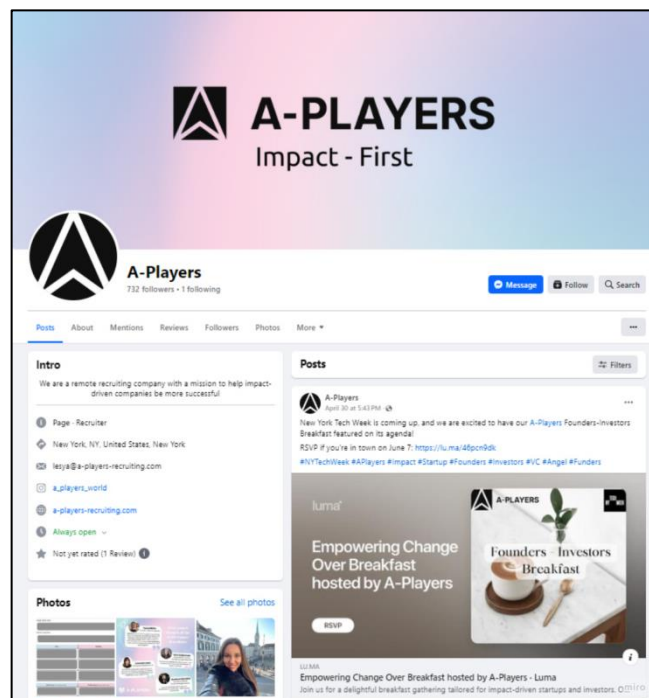 A-PLAYERS
Impact - First
A-Players
732 followers • 1 following
Message
Follow
Search
Posts
About
Mentions
Reviews
Followers
Photos
More
Intro
We are a remote recruiting company with a mission to help impact-
driven companies be more successful
Page · Recruiter
New York, NY, United States, New York
lesya@a-players-recruiting.com
a_players_world
a-players-recruiting.com
Always open
Not yet rated (1 Review)
Photos
See all photos
Posts
Filters
A-Players
April 30 at 5:43 PM
New York Tech Week is coming up, and we are excited to have our A-Players Founders-Investors
Breakfast featured on its agenda!
RSVP if you're in town on June 7: https://lu.ma/48pcn9dk
#NYTechWeek #APlayers #Impact #Startup #Founders #Investors #VC #Angel #Funders
luma
Empowering Change
Over Breakfast
hosted by A-Players
RSVP
A-PLAYERS
Founders - Investors
Breakfast
LU.MA
Empowering Change Over Breakfast hosted by A-Players - Luma
Join us for a delightful breakfast gathering tailored for impact-driven startups and investors.
miro